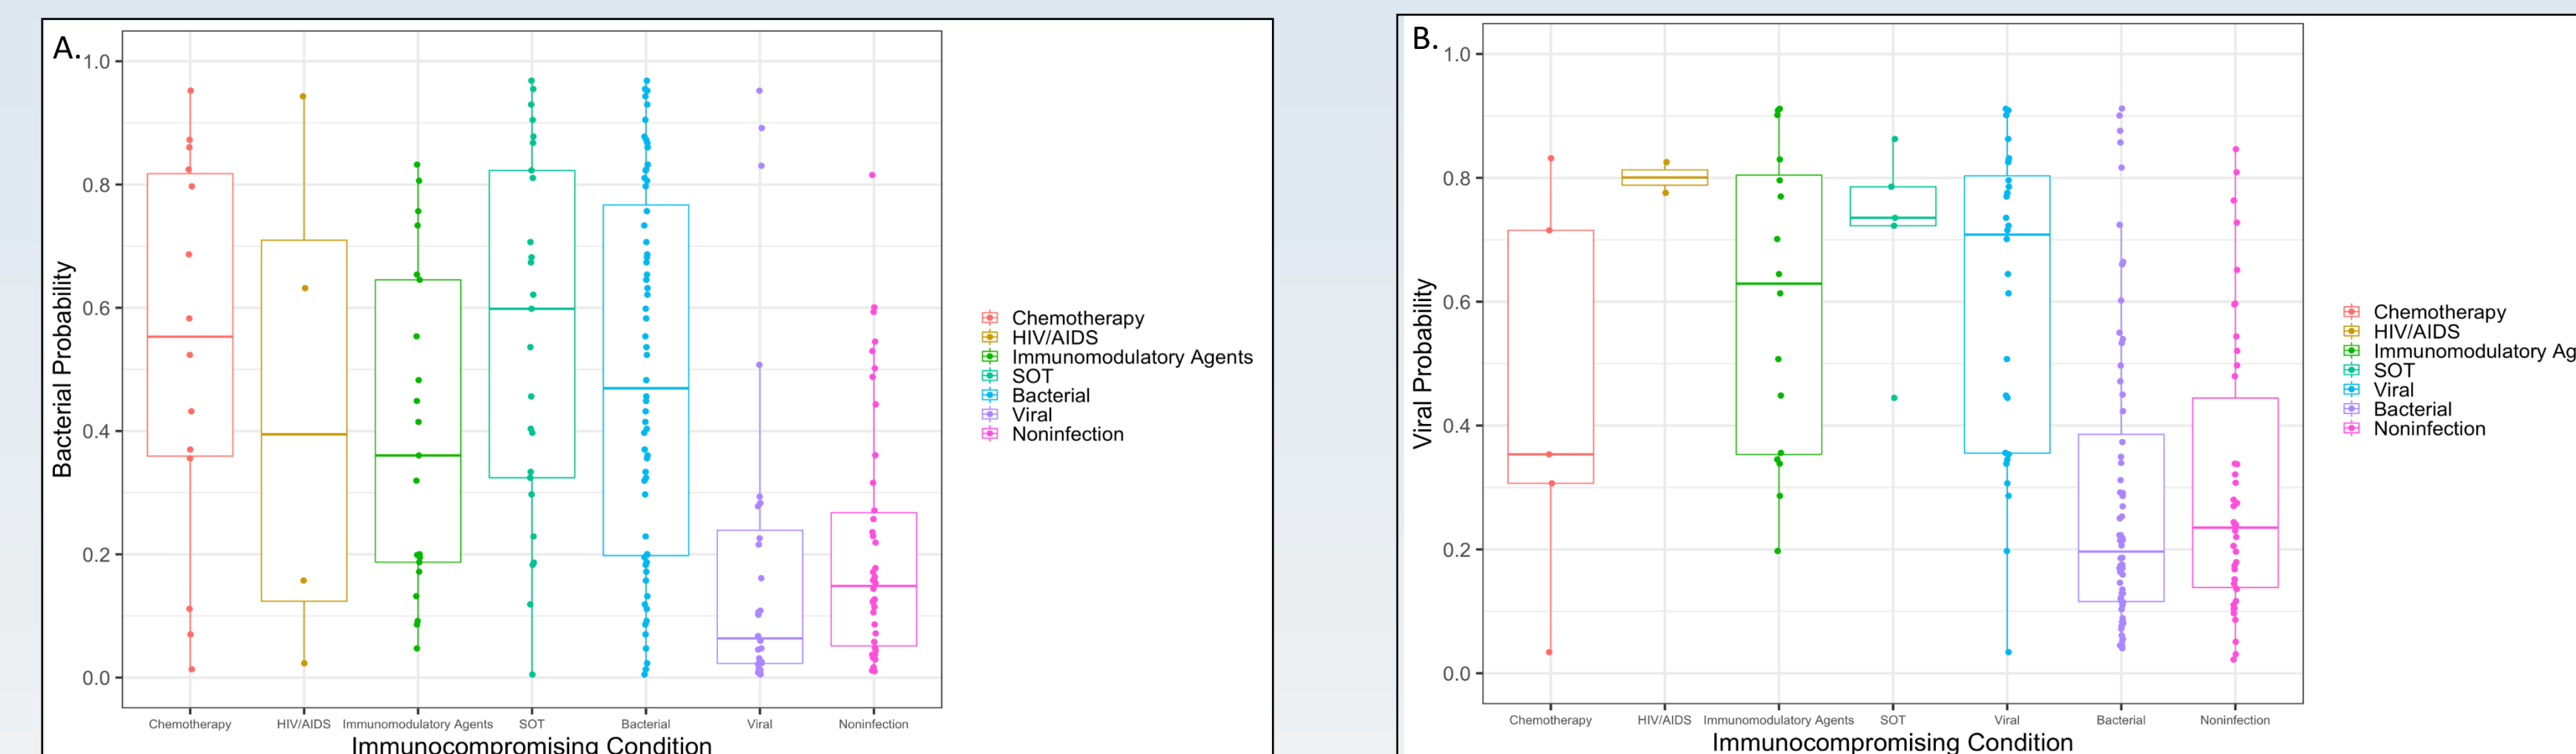 A.
1.0
0.8
0.6
0.4
0.2
0.0
Bacterial Probability
Chemotherapy HIV/AIDS Immunomodulatory Agents SOT Bacterial Viral Noninfection
Immunocompromising Condition
Chemotherapy
HIV/AIDS
Immunomodulatory Agents
SOT
Bacterial
Viral
Noninfection
B.
1.0
0.8
0.6
0.4
0.2
0.0
Viral Probability
Chemotherapy HIV/AIDS Immunomodulatory Agents SOT Viral Bacterial Noninfection
Immunocompromising Condition
Chemotherapy
HIV/AIDS
Immunomodulatory Ag
SOT
Viral
Bacterial
Noninfection